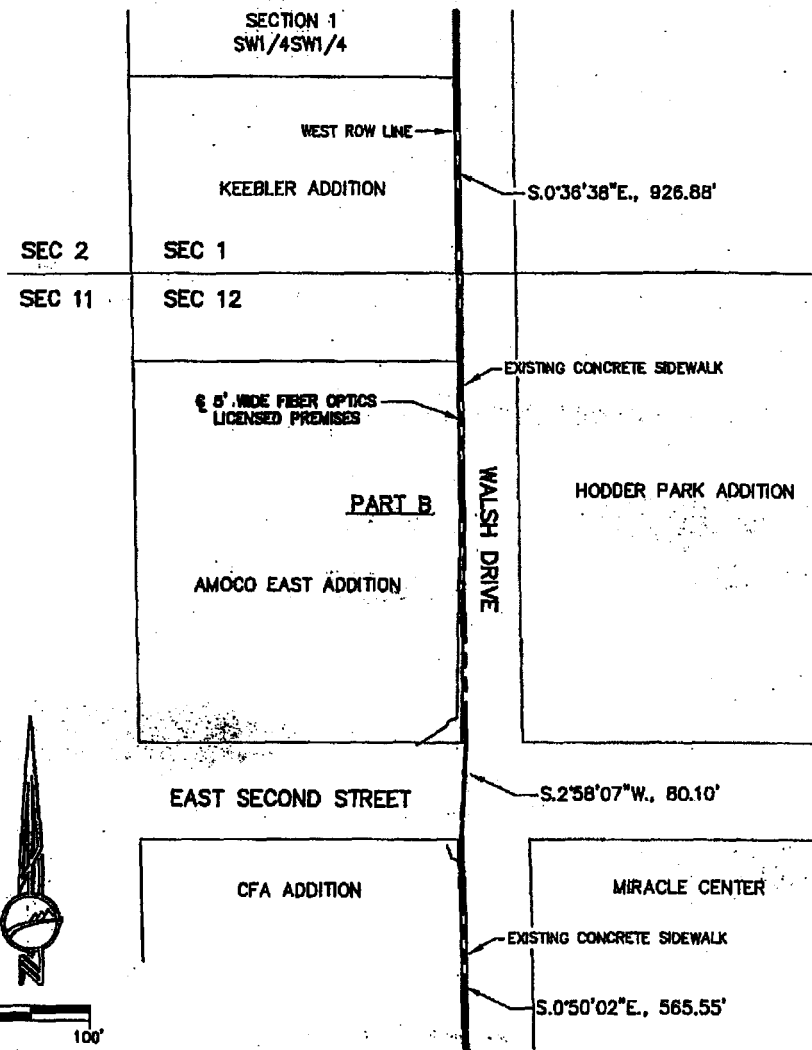 SECTION 1
SW1/4SW1/4
WEST ROW LINE
KEEBLER ADDITION
S.0°36'38"E., 926.88'
SEC 2
SEC 1
SEC 11
SEC 12
EXISTING CONCRETE SIDEWALK
℄ 5' WIDE FIBER OPTICS
LICENSED PREMISES
PART B
WALSH DRIVE
HODDER PARK ADDITION
AMOCO EAST ADDITION
EAST SECOND STREET
S.2°58'07"W., 80.10'
CFA ADDITION
MIRACLE CENTER
EXISTING CONCRETE SIDEWALK
S.0°50'02"E., 565.55'
100'